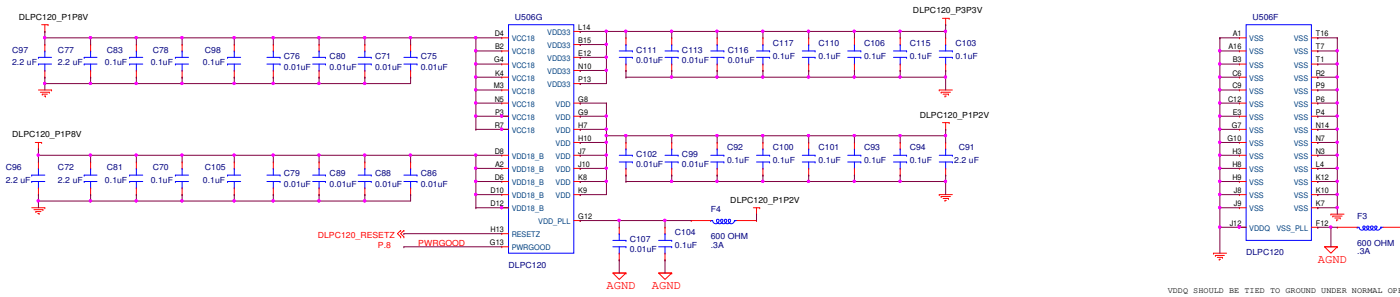 DLPC120_P1P8V
C97
2.2 uF
C77
2.2 uF
C83
0.1uF
C78
0.1uF
C98
0.1uF
C76
0.01uF
C80
0.01uF
C71
0.01uF
C75
0.01uF
DLPC120_P1P8V
C96
2.2 uF
C72
2.2 uF
C81
0.1uF
C70
0.1uF
C105
0.1uF
C79
0.01uF
C89
0.01uF
C88
0.01uF
C86
0.01uF
DLPC120_RESETZ
P.8
PWRGOOD
U506G
D4 VCC18
B2 VCC18
G4 VCC18
K4 VCC18
M3 VCC18
N5 VCC18
P3 VCC18
R7 VCC18
D8 VDD18_B
A2 VDD18_B
D6 VDD18_B
D10 VDD18_B
D12 VDD18_B
H13 RESETZ
G13 PWRGOOD
VDD33 L14
VDD33 B15
VDD33 E12
VDD33 N10
VDD33 P13
VDD G8
VDD G9
VDD H7
VDD H10
VDD J7
VDD J10
VDD K8
VDD K9
VDD_PLL G12
DLPC120
DLPC120_P3P3V
C111
0.01uF
C113
0.01uF
C116
0.01uF
C117
0.1uF
C110
0.1uF
C106
0.1uF
C115
0.1uF
C103
0.1uF
DLPC120_P1P2V
C102
0.01uF
C99
0.01uF
C92
0.1uF
C100
0.1uF
C101
0.1uF
C93
0.1uF
C94
0.1uF
C91
2.2 uF
DLPC120_P1P2V
F4
600 OHM
.3A
C107
0.01uF
C104
0.1uF
AGND
AGND
U506F
A1 VSS VSS T16
A16 VSS VSS T7
B3 VSS VSS T1
C6 VSS VSS R2
C9 VSS VSS P9
C12 VSS VSS P6
E3 VSS VSS P4
G7 VSS VSS N14
G10 VSS VSS N7
H3 VSS VSS N3
H8 VSS VSS L4
H9 VSS VSS K12
J8 VSS VSS K10
J9 VSS VSS K7
J12 VDDQ VSS_PLL F12
DLPC120
F3
600 OHM
.3A
AGND
VDDQ SHOULD BE TIED TO GROUND UNDER NORMAL